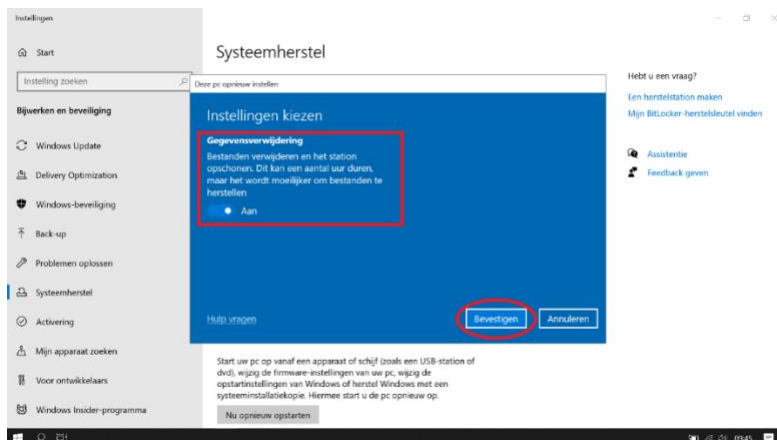 Instellingen
Start
Instelling zoeken
Bijwerken en beveiliging
Windows Update
Delivery Optimization
Windows-beveiliging
Back-up
Problemen oplossen
Systeemherstel
Activering
Mijn apparaat zoeken
Voor ontwikkelaars
Windows Insider-programma
Systeemherstel
Deze pc opnieuw instellen
Instellingen kiezen
Gegevensverwijdering
Bestanden verwijderen en het station
opschonen. Dit kan een aantal uur duren,
maar het wordt moeilijker om bestanden te
herstellen
Aan
Hulp vragen
Bevestigen
Annuleren
Start uw pc op vanaf een apparaat of schijf (zoals een USB-station of
dvd), wijzig de firmware-instellingen van uw pc, wijzig de
opstartinstellingen van Windows of herstel Windows met een
systeeminstallatiekopie. Hiermee start u de pc opnieuw op.
Nu opnieuw opstarten
Hebt u een vraag?
Een herstelstation maken
Mijn BitLocker-herstelsleutel vinden
Assistentie
Feedback geven
09:45